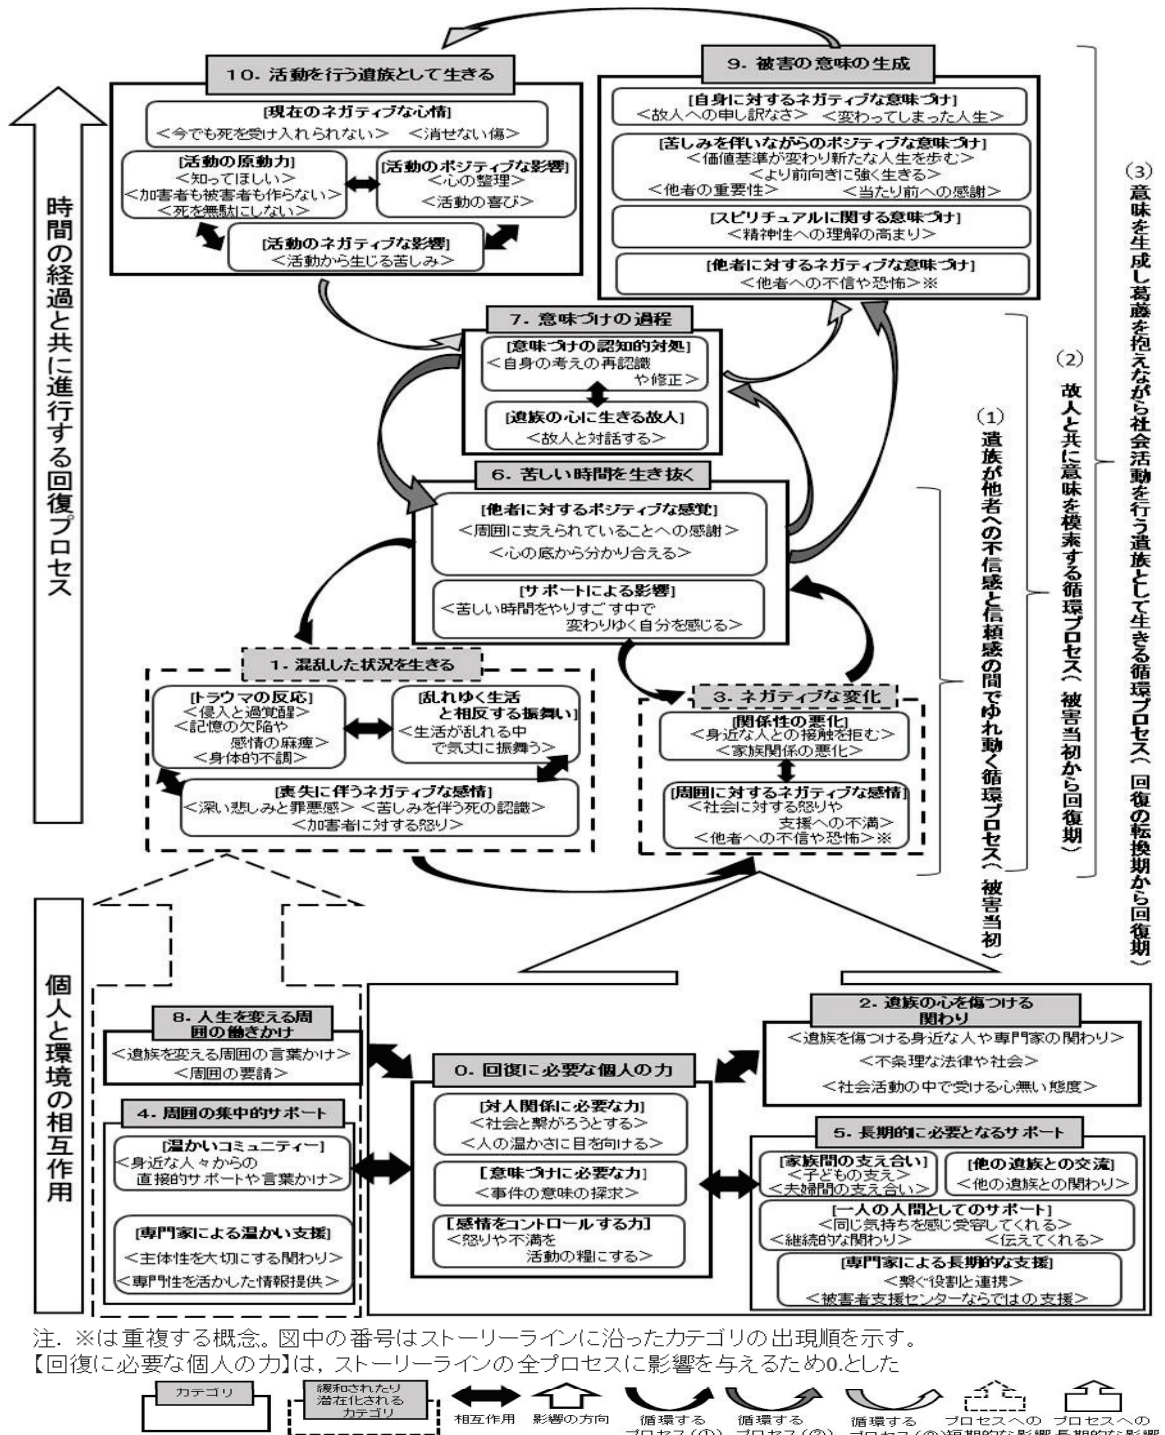 10. 活動を行う遺族として生きる
[現在のネガティブな心情]
<今でも死を受け入れられない> <消せない傷>
[活動の原動力]
<知ってほしい>
<加害者も被害者も作らない>
<死を無駄にしない>
[活動のポジティブな影響]
<心の整理>
<活動の喜び>
[活動のネガティブな影響]
<活動から生じる苦しみ>
9. 被害の意味の生成
[自身に対するネガティブな意味づけ]
<故人への申し訳なさ> <変わってしまった人生>
[苦しみを伴いながらのポジティブな意味づけ]
<価値基準が変わり新たな人生を歩む>
<より前向きに強く生きる>
<他者の重要性> <当たり前への感謝>
[スピリチュアルに関する意味づけ]
<精神性への理解の高まり>
[他者に対するネガティブな意味づけ]
<他者への不信や恐怖>※
7. 意味づけの過程
[意味づけの認知的対処]
<自身の考えの再認識
や修正>
[遺族の心に生きる故人]
<故人と対話する>
6. 苦しい時間を生き抜く
[他者に対するポジティブな感覚]
<周囲に支えられていることへの感謝>
<心の底から分かり合える>
[サポートによる影響]
<苦しい時間をやりすごす中で
変わりゆく自分を感じる>
1. 混乱した状況を生きる
[トラウマの反応]
<侵入と過覚醒>
<記憶の欠陥や
感情の麻痺>
<身体的不調>
[乱れゆく生活
と相反する振舞い]
<生活が乱れる中
で気丈に振舞う>
[喪失に伴うネガティブな感情]
<深い悲しみと罪悪感> <苦しみを伴う死の認識>
<加害者に対する怒り>
3. ネガティブな変化
[関係性の悪化]
<身近な人との接触を拒む>
<家族関係の悪化>
[周囲に対するネガティブな感情]
<社会に対する怒りや
支援への不満>
<他者への不信や恐怖>※
時間の経過と共に進行する回復プロセス
(1) 遺族が他者への不信感と信頼感の間でゆれ動く循環プロセス(被害当初)
(2) 故人と共に意味を模索する循環プロセス(被害当初から回復期)
(3) 意味を生成し葛藤を抱えながら社会活動を行う遺族として生きる循環プロセス(回復の転換期から回復期)
個人と環境の相互作用
8. 人生を変える周
囲の働きかけ
<遺族を変える周囲の言葉かけ>
<周囲の要請>
4. 周囲の集中的サポート
[温かいコミュニティー]
<身近な人々からの
直接的サポートや言葉かけ>
[専門家による温かい支援]
<主体性を大切にする関わり>
<専門性を活かした情報提供>
0. 回復に必要な個人の力
[対人関係に必要な力]
<社会と繋がろうとする>
<人の温かさに目を向ける>
[意味づけに必要な力]
<事件の意味の探求>
[感情をコントロールする力]
<怒りや不満を
活動の糧にする>
2. 遺族の心を傷つける
関わり
<遺族を傷つける身近な人や専門家の関わり>
<不条理な法律や社会>
<社会活動の中で受ける心無い態度>
5. 長期的に必要となるサポート
[家族間の支え合い]
<子どもの支え>
<夫婦間の支え合い>
[他の遺族との交流]
<他の遺族との関わり>
[一人の人間としてのサポート]
<同じ気持ちを感じ受容してくれる>
<継続的な関わり> <伝えてくれる>
[専門家による長期的な支援]
<繋ぐ役割と連携>
<被害者支援センターならではの支援>
注. ※は重複する概念。図中の番号はストーリーラインに沿ったカテゴリの出現順を示す。
【回復に必要な個人の力】は, ストーリーラインの全プロセスに影響を与えるため0.とした
カテゴリ
緩和されたり
潜在化される
カテゴリ
相互作用
影響の方向
循環する
プロセス(1)
循環する
プロセス(2)
循環する
プロセス(3)
プロセスへの
短期的な影響
プロセスへの
長期的な影響